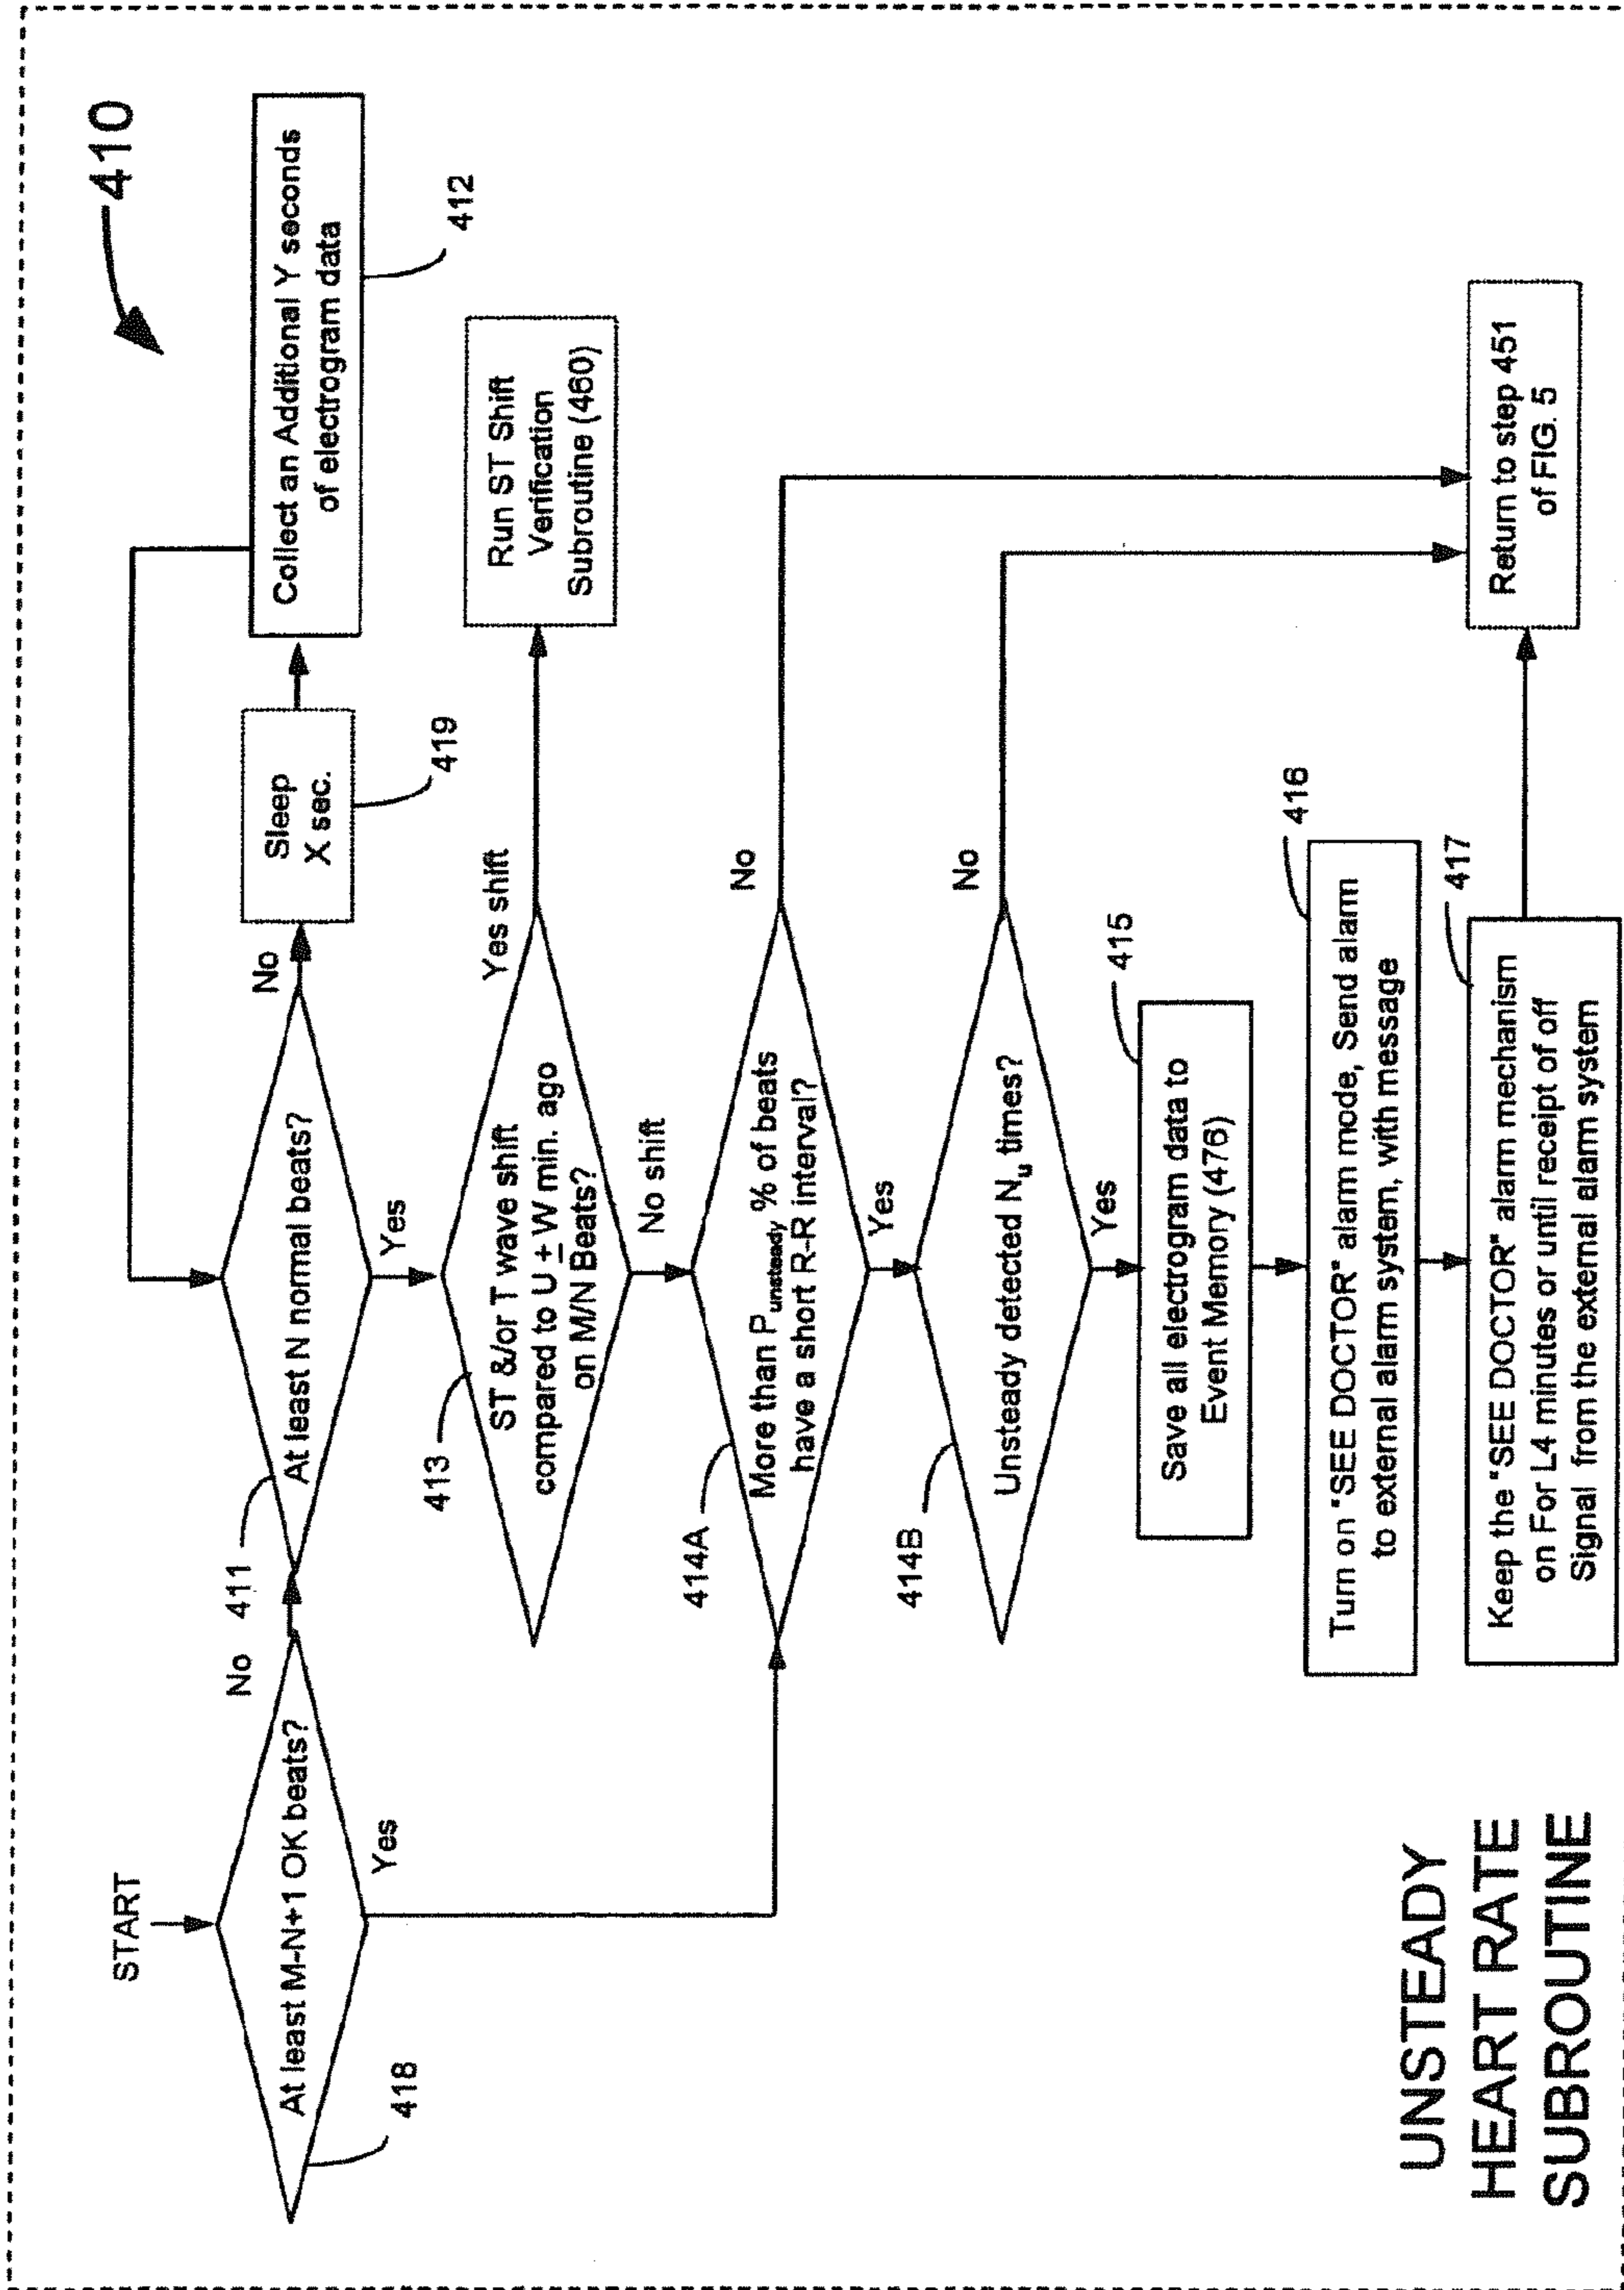 410
START
At least M-N+1 OK beats?
418
No
Yes
411
At least N normal beats?
No
Yes
Sleep
X sec.
419
Collect an Additional Y seconds
of electrogram data
412
413
ST &/or T wave shift
compared to U ± W min. ago
on M/N Beats?
Yes shift
No shift
Run ST Shift
Verification
Subroutine (460)
414A
More than Punsteady % of beats
have a short R-R interval?
No
Yes
414B
Unsteady detected Nu times?
No
Yes
415
Save all electrogram data to
Event Memory (476)
416
Turn on "SEE DOCTOR" alarm mode, Send alarm
to external alarm system, with message
417
Keep the "SEE DOCTOR" alarm mechanism
on For L4 minutes or until receipt of off
Signal from the external alarm system
Return to step 451
of FIG. 5
UNSTEADY
HEART RATE
SUBROUTINE